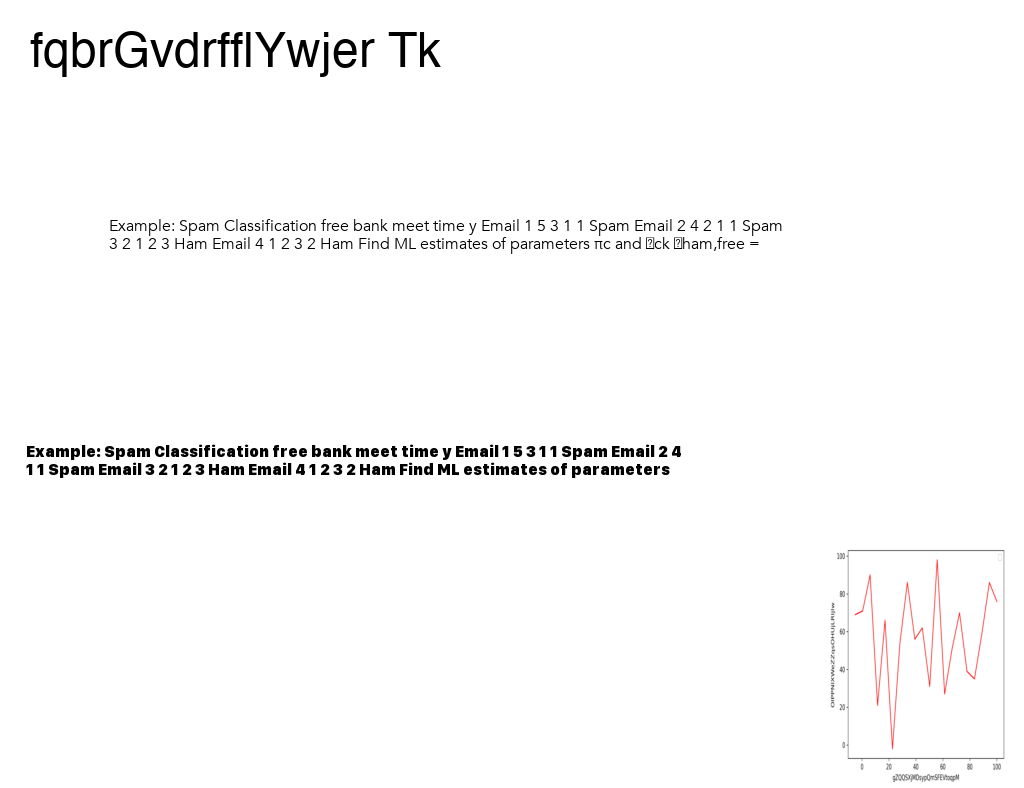 fqbrGvdrfflYwjer Tk
Example: Spam Classification free bank meet time y Email 1 5 3 1 1 Spam Email 2 4 2 1 1 Spam
3 2 1 2 3 Ham Email 4 1 2 3 2 Ham Find ML estimates of parameters πc and ck ham,free =
Example: Spam Classification free bank meet time y Email 1 5 3 1 1 Spam Email 2 4
1 1 Spam Email 3 2 1 2 3 Ham Email 4 1 2 3 2 Ham Find ML estimates of parameters
100
80
60
40
20
0
0 20 40 60 80 100